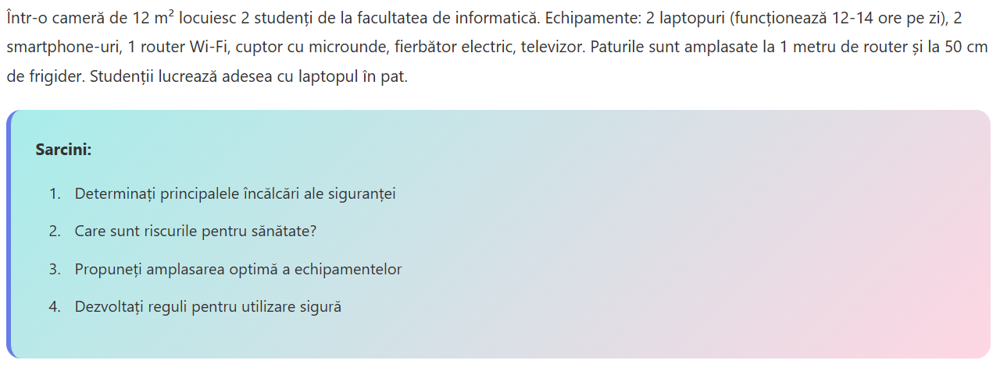 Într-o cameră de 12 m² locuiesc 2 studenți de la facultatea de informatică. Echipamente: 2 laptopuri (funcționează 12-14 ore pe zi), 2
smartphone-uri, 1 router Wi-Fi, cuptor cu microunde, fierbător electric, televizor. Paturile sunt amplasate la 1 metru de router și la 50 cm
de frigider. Studenții lucrează adesea cu laptopul în pat.
Sarcini:
1. Determinați principalele încălcări ale siguranței
2. Care sunt riscurile pentru sănătate?
3. Propuneți amplasarea optimă a echipamentelor
4. Dezvoltați reguli pentru utilizare sigură